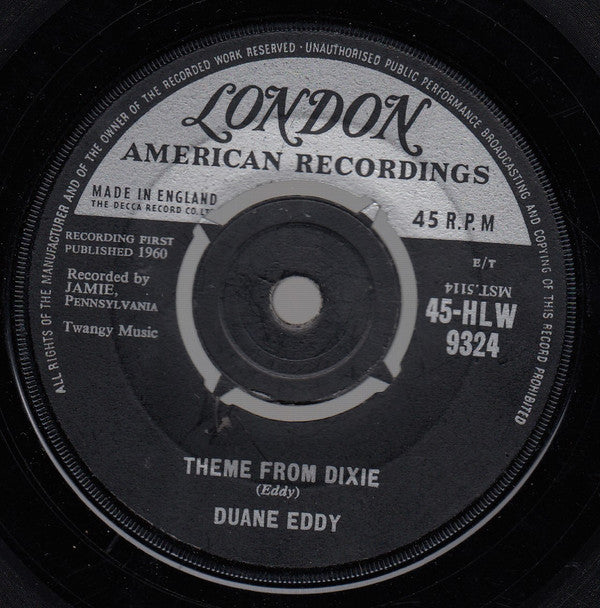 ALL RIGHTS OF THE MANUFACTURER AND OF THE OWNER OF THE RECORDED WORK RESERVED · UNAUTHORISED PUBLIC PERFORMANCE BROADCASTING AND COPYING OF THIS RECORD PROHIBITED
LONDON
AMERICAN RECORDINGS
MADE IN ENGLAND
THE DECCA RECORD CO. LT
45 R.P.M
RECORDING FIRST
PUBLISHED 1960
E/T
Recorded by
JAMIE,
PENNSYLVANIA
MST.5114
Twangy Music
45-HLW
9324
THEME FROM DIXIE
(Eddy)
DUANE EDDY